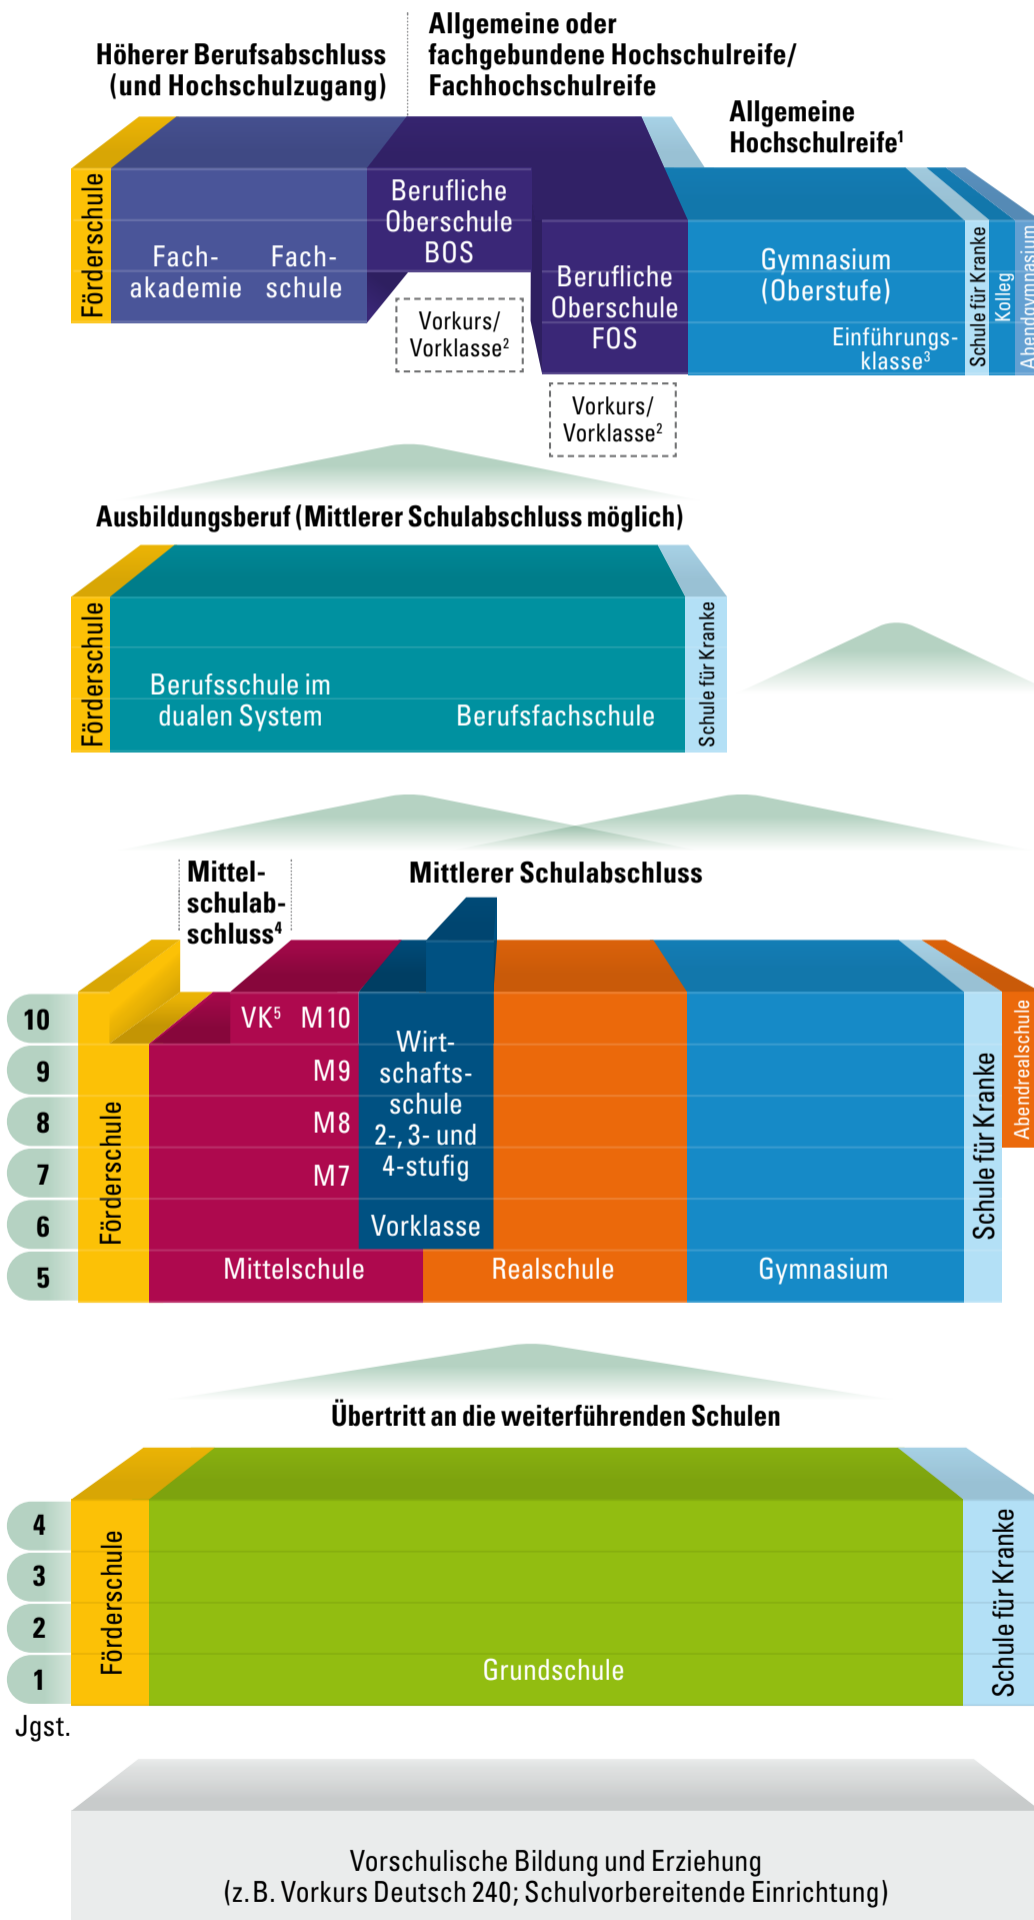 Höherer Berufsabschluss
(und Hochschulzugang)
Allgemeine oder
fachgebundene Hochschulreife/
Fachhochschulreife
Allgemeine
Hochschulreife¹
Förderschule
Fach-
akademie
Fach-
schule
Berufliche
Oberschule
BOS
Vorkurs/
Vorklasse²
Berufliche
Oberschule
FOS
Vorkurs/
Vorklasse²
Gymnasium
(Oberstufe)
Einführungs-
klasse³
Schule für Kranke
Kolleg
Abendgymnasium
Ausbildungsberuf (Mittlerer Schulabschluss möglich)
Förderschule
Berufsschule im
dualen System
Berufsfachschule
Schule für Kranke
Mittel-
schulab-
schluss⁴
Mittlerer Schulabschluss
10
9
8
7
6
5
Förderschule
VK⁵ M10
M9
M8
M7
Mittelschule
Wirt-
schafts-
schule
2-, 3- und
4-stufig
Vorklasse
Realschule
Gymnasium
Schule für Kranke
Abendrealschule
Übertritt an die weiterführenden Schulen
4
3
2
1
Jgst.
Förderschule
Grundschule
Schule für Kranke
Vorschulische Bildung und Erziehung
(z. B. Vorkurs Deutsch 240; Schulvorbereitende Einrichtung)